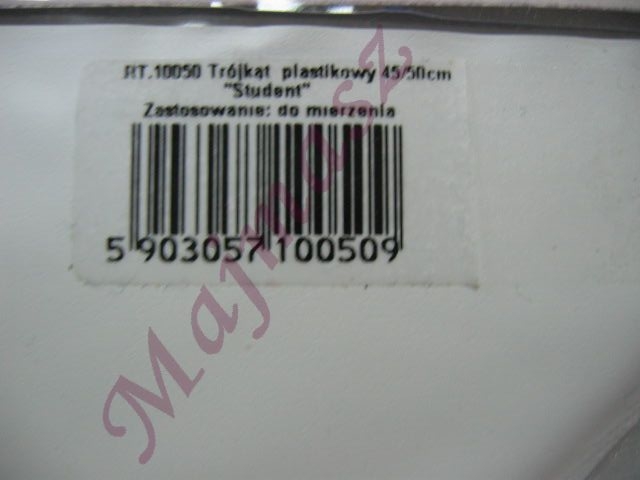 RT.10050 Trójkąt plastikowy 45/50cm
"Student"
Zastosowanie: do mierzenia
5 903057 100509
Majmasz